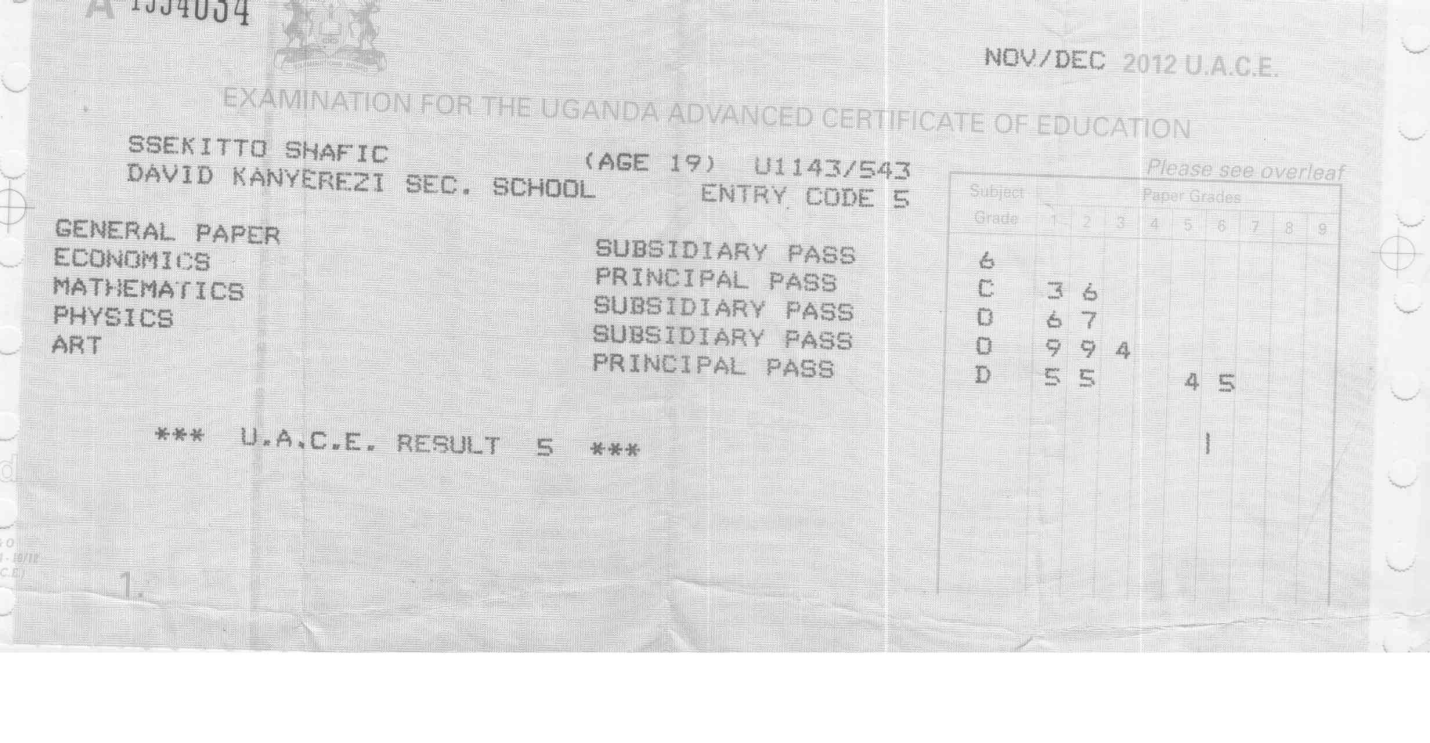 A
NOV/DEC 2012 U.A.C.E.
EXAMINATION FOR THE UGANDA ADVANCED CERTIFICATE OF EDUCATION
SSEKITTO SHAFIC (AGE 19) U1143/543
DAVID KANYEREZI SEC. SCHOOL ENTRY CODE 5
Please see overleaf
Subject Grade Paper Grades
1 2 3 4 5 6 7 8 9
GENERAL PAPER SUBSIDIARY PASS 6
ECONOMICS PRINCIPAL PASS C 3 6
MATHEMATICS SUBSIDIARY PASS O 6 7
PHYSICS SUBSIDIARY PASS O 9 9 4
ART PRINCIPAL PASS D 5 5 4 5
*** U.A.C.E. RESULT 5 ***
1.